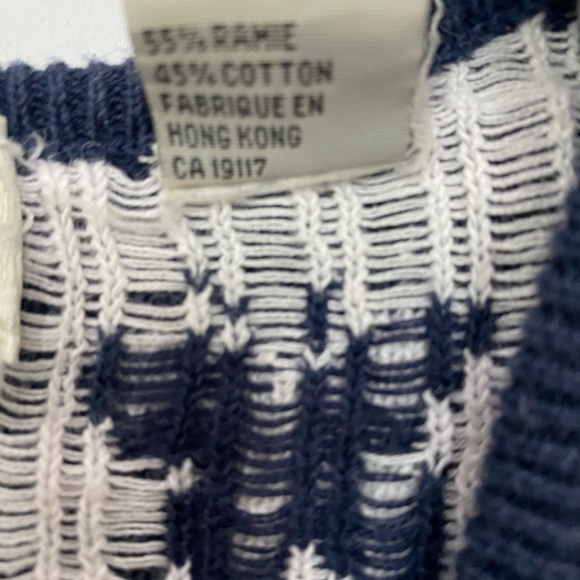 55% RAMIE
45% COTTON
FABRIQUE EN
HONG KONG
CA 19117